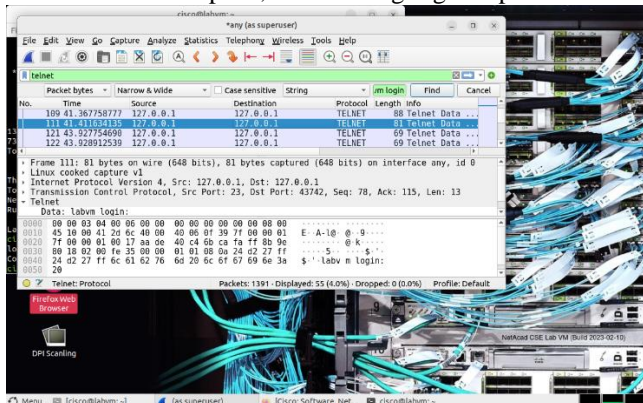 cisco@labvm: ~
*any (as superuser)
File Edit View Go Capture Analyze Statistics Telephony Wireless Tools Help
telnet
Packet bytes Narrow & Wide Case sensitive String m login Find Cancel
No. Time Source Destination Protocol Length Info
109 41.367758777 127.0.0.1 127.0.0.1 TELNET 88 Telnet Data ...
111 41.411634135 127.0.0.1 127.0.0.1 TELNET 81 Telnet Data ...
121 43.927754690 127.0.0.1 127.0.0.1 TELNET 69 Telnet Data ...
122 43.928912539 127.0.0.1 127.0.0.1 TELNET 69 Telnet Data ...
Frame 111: 81 bytes on wire (648 bits), 81 bytes captured (648 bits) on interface any, id 0
Linux cooked capture v1
Internet Protocol Version 4, Src: 127.0.0.1, Dst: 127.0.0.1
Transmission Control Protocol, Src Port: 23, Dst Port: 43742, Seq: 78, Ack: 115, Len: 13
Telnet
Data: labvm login:
0000 00 00 03 04 00 06 00 00 00 00 00 00 00 00 08 00
0010 45 10 00 41 2d 6c 40 00 40 06 0f 39 7f 00 00 01 E··A-l@· @··9····
0020 7f 00 00 01 00 17 aa de 40 c4 6b ca fa ff 8b 9e ········ @·k·····
0030 80 18 02 00 fe 35 00 00 01 01 08 0a 24 d2 27 ff ·····5·· ····$·'·
0040 24 d2 27 ff 6c 61 62 76 6d 20 6c 6f 67 69 6e 3a $·'·labv m login:
0050 20
Telnet: Protocol Packets: 1391 · Displayed: 55 (4.0%) · Dropped: 0 (0.0%) Profile: Default
Firefox Web
Browser
NetAcad CSE Lab VM (Build 2023-02-10)
DPI Scanling
Menu [cisco@labvm: ~] (as superuser) [Cisco: Software, Net cisco@labvm: ~